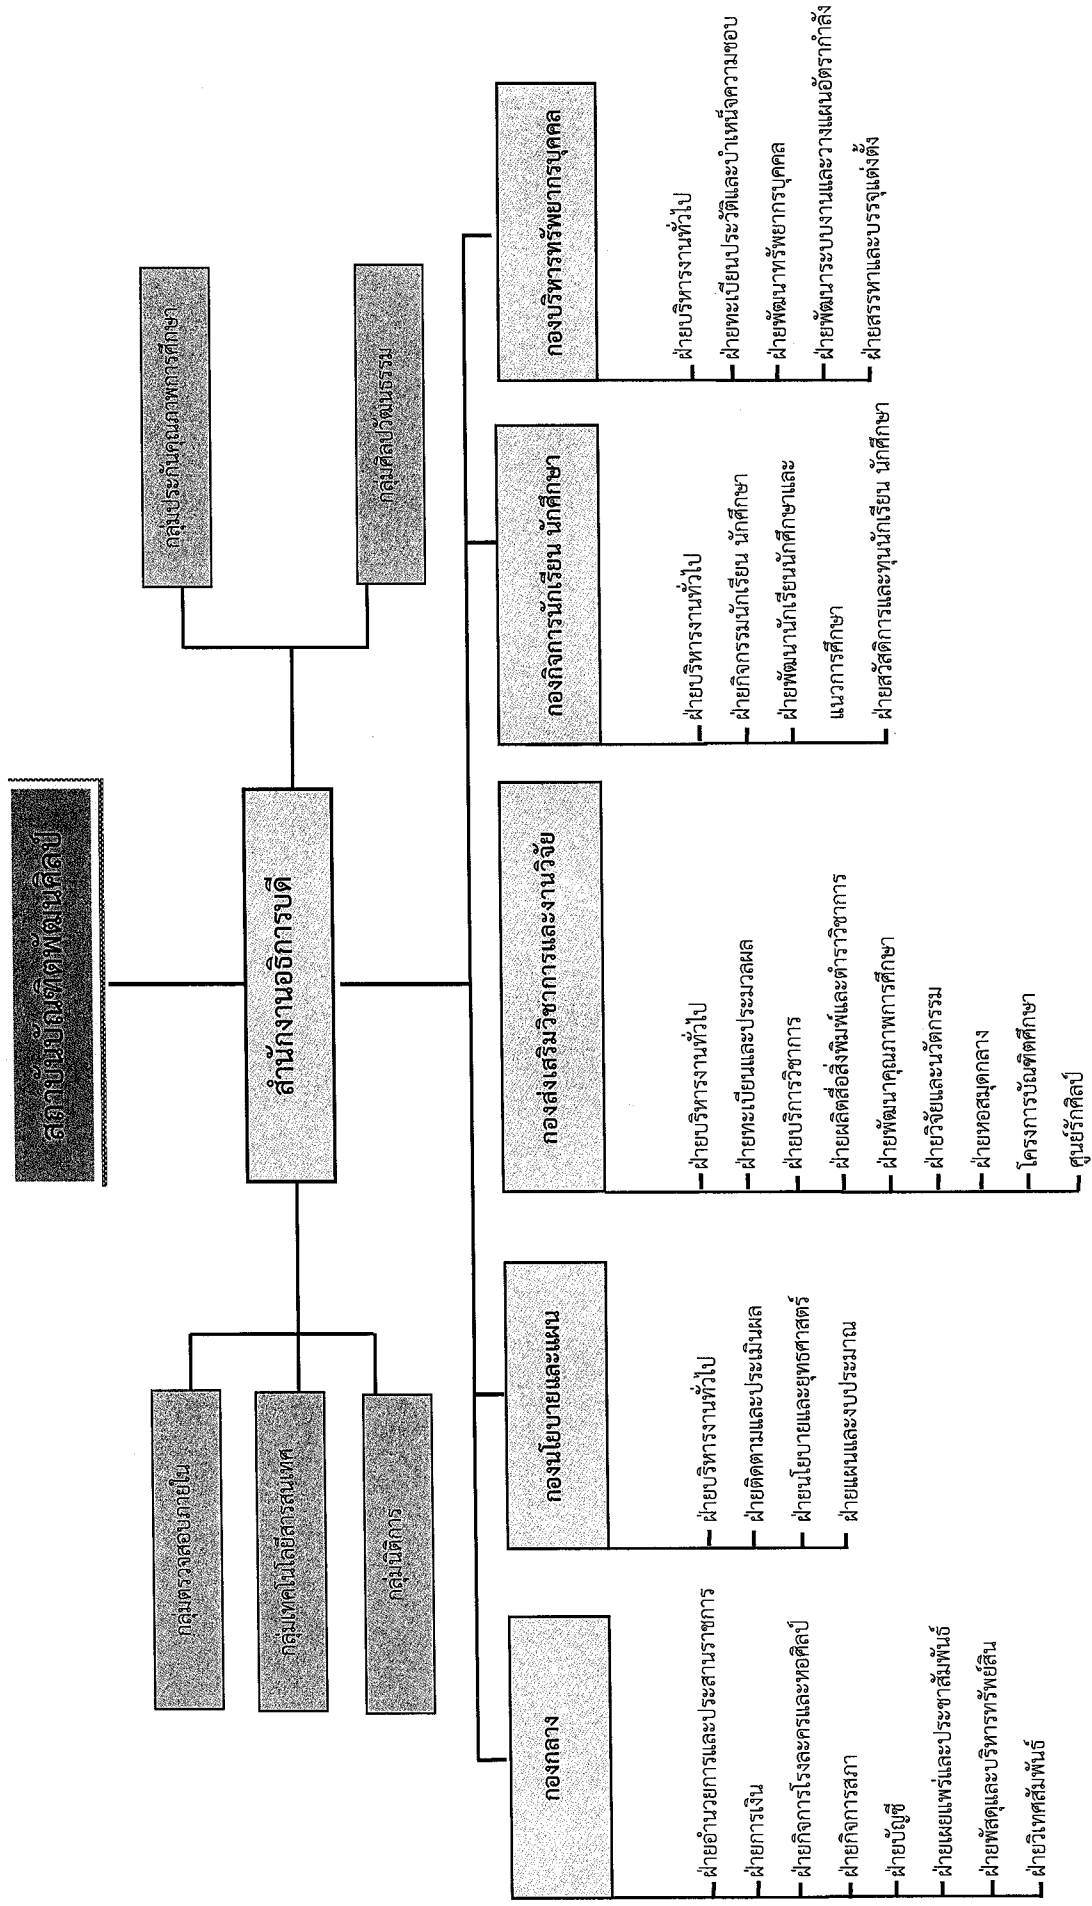 สถาบันบัณฑิตพัฒนศิลป์
สำนักงานอธิการบดี
กลุ่มตรวจสอบภายใน
กลุ่มเทคโนโลยีสารสนเทศ
กลุ่มนิติการ
กลุ่มประกันคุณภาพการศึกษา
กลุ่มศิลปวัฒนธรรม
กองกลาง
ฝ่ายอำนวยการและประสานราชการ
ฝ่ายการเงิน
ฝ่ายกิจการโรงละครและหอศิลป์
ฝ่ายกิจการสภา
ฝ่ายบัญชี
ฝ่ายเผยแพร่และประชาสัมพันธ์
ฝ่ายพัสดุและบริหารทรัพย์สิน
ฝ่ายวิเทศสัมพันธ์
กองนโยบายและแผน
ฝ่ายบริหารงานทั่วไป
ฝ่ายติดตามและประเมินผล
ฝ่ายนโยบายและยุทธศาสตร์
ฝ่ายแผนและงบประมาณ
กองส่งเสริมวิชาการและงานวิจัย
ฝ่ายบริหารงานทั่วไป
ฝ่ายทะเบียนและประมวลผล
ฝ่ายบริการวิชาการ
ฝ่ายผลิตสื่อสิ่งพิมพ์และตำราวิชาการ
ฝ่ายพัฒนาคุณภาพการศึกษา
ฝ่ายวิจัยและนวัตกรรม
ฝ่ายหอสมุดกลาง
โครงการบัณฑิตศึกษา
ศูนย์รักศิลป์
กองกิจการนักเรียน นักศึกษา
ฝ่ายบริหารงานทั่วไป
ฝ่ายกิจกรรมนักเรียน นักศึกษา
ฝ่ายพัฒนานักเรียนนักศึกษาและ
แนวการศึกษา
ฝ่ายสวัสดิการและทุนนักเรียน นักศึกษา
กองบริหารทรัพยากรบุคคล
ฝ่ายบริหารงานทั่วไป
ฝ่ายทะเบียนประวัติและบำเหน็จความชอบ
ฝ่ายพัฒนาทรัพยากรบุคคล
ฝ่ายพัฒนาระบบงานและวางแผนอัตรากำลัง
ฝ่ายสรรหาและบรรจุแต่งตั้ง